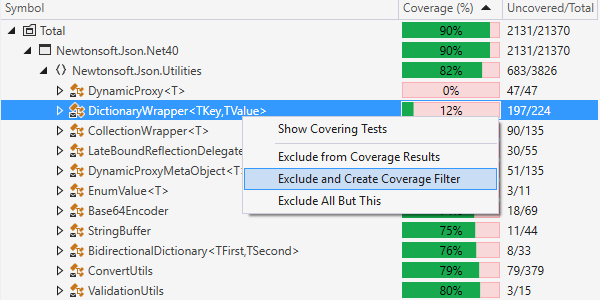 Symbol Coverage (%) Uncovered/Total
Total 90% 2131/21370
Newtonsoft.Json.Net40 90% 2131/21370
Newtonsoft.Json.Utilities 82% 683/3826
DynamicProxy<T> 0% 47/47
DictionaryWrapper<TKey,TValue> 12% 197/224
CollectionWrapper<T> 90/135
LateBoundReflectionDelegate 30/55
DynamicProxyMetaObject<T> 51/135
EnumValue<T> 3/11
Base64Encoder 18/69
StringBuffer 75% 11/44
BidirectionalDictionary<TFirst,TSecond> 76% 8/33
ConvertUtils 79% 79/379
ValidationUtils 80% 3/15
Show Covering Tests
Exclude from Coverage Results
Exclude and Create Coverage Filter
Exclude All But This